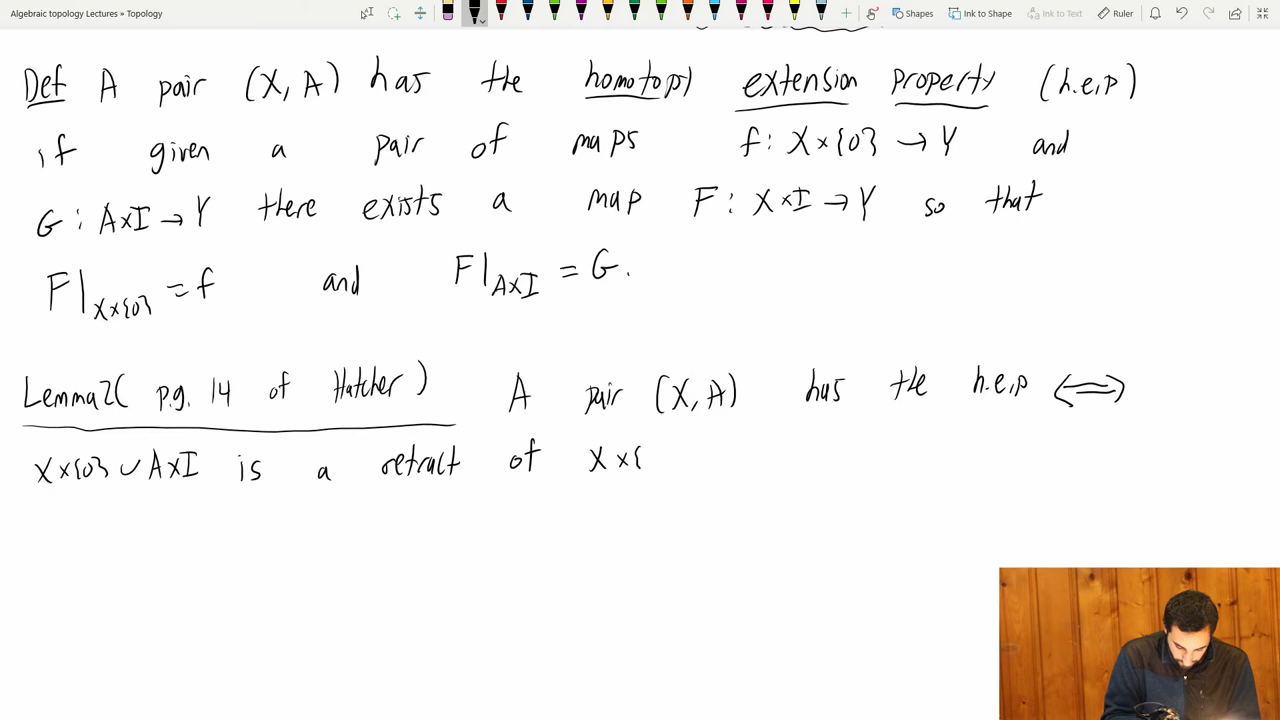 Algebraic topology Lectures » Topology
Shapes Ink to Shape Ink to Text Ruler
Def A pair (X, A) has the homotopy extension property (h.e.p)
if given a pair of maps f: X×{0} → Y and
G: A×I → Y there exists a map F: X×I → Y so that
F|X×{0} = f and F|A×I = G.
Lemma 2 (p.g. 14 of Hatcher) A pair (X, A) has the h.e.p ⟺
X×{0} ∪ A×I is a retract of X×{